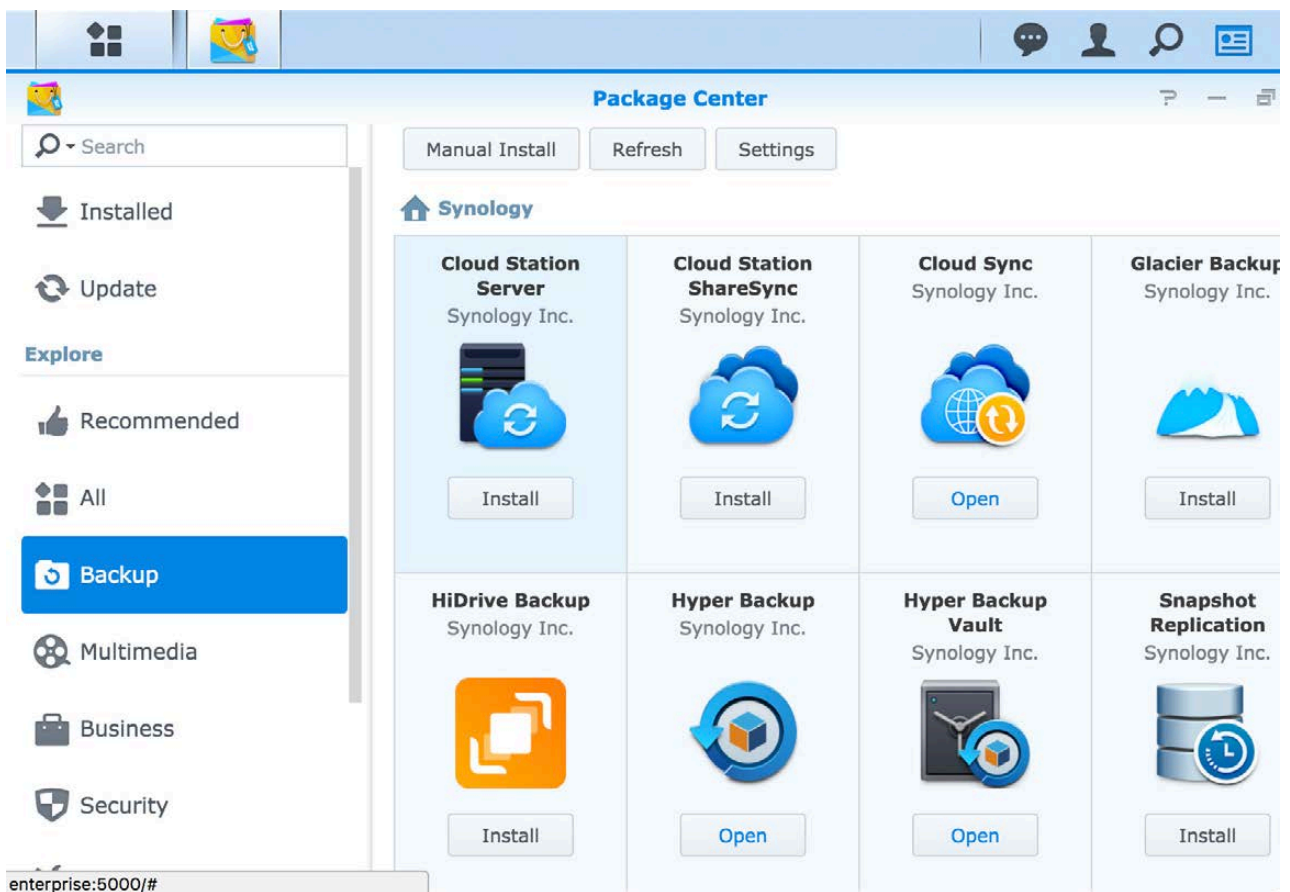 Package Center
Search
Installed
Update
Explore
Recommended
All
Backup
Multimedia
Business
Security
Manual Install
Refresh
Settings
Synology
Cloud Station
Server
Synology Inc.
Install
Cloud Station
ShareSync
Synology Inc.
Install
Cloud Sync
Synology Inc.
Open
Glacier Backup
Synology Inc.
Install
HiDrive Backup
Synology Inc.
Install
Hyper Backup
Synology Inc.
Open
Hyper Backup
Vault
Synology Inc.
Open
Snapshot
Replication
Synology Inc.
Install
enterprise:5000/#